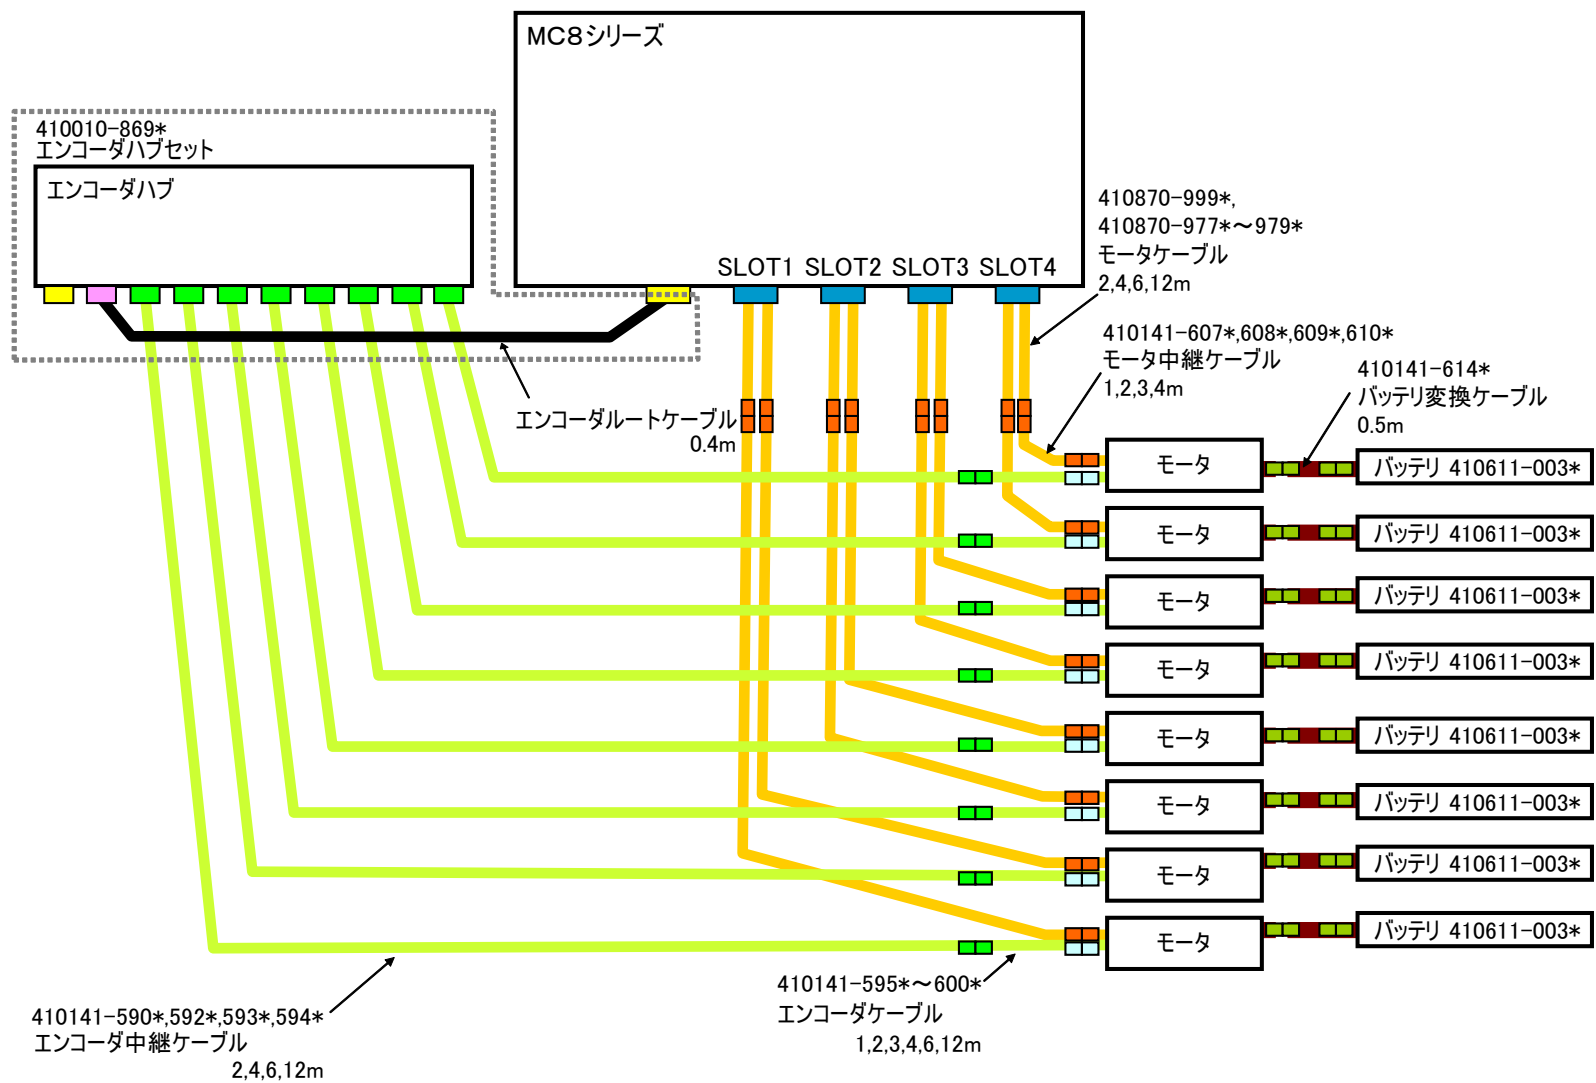 MC8シリーズ
410010-869*
エンコーダハブセット
エンコーダハブ
SLOT1 SLOT2 SLOT3 SLOT4
410870-999*,
410870-977*～979*
モータケーブル
2,4,6,12m
410141-607*,608*,609*,610*
モータ中継ケーブル
1,2,3,4m
410141-614*
バッテリ変換ケーブル
0.5m
エンコーダルートケーブル
0.4m
モータ
バッテリ 410611-003*
モータ
バッテリ 410611-003*
モータ
バッテリ 410611-003*
モータ
バッテリ 410611-003*
モータ
バッテリ 410611-003*
モータ
バッテリ 410611-003*
モータ
バッテリ 410611-003*
モータ
バッテリ 410611-003*
410141-595*～600*
エンコーダケーブル
1,2,3,4,6,12m
410141-590*,592*,593*,594*
エンコーダ中継ケーブル
2,4,6,12m